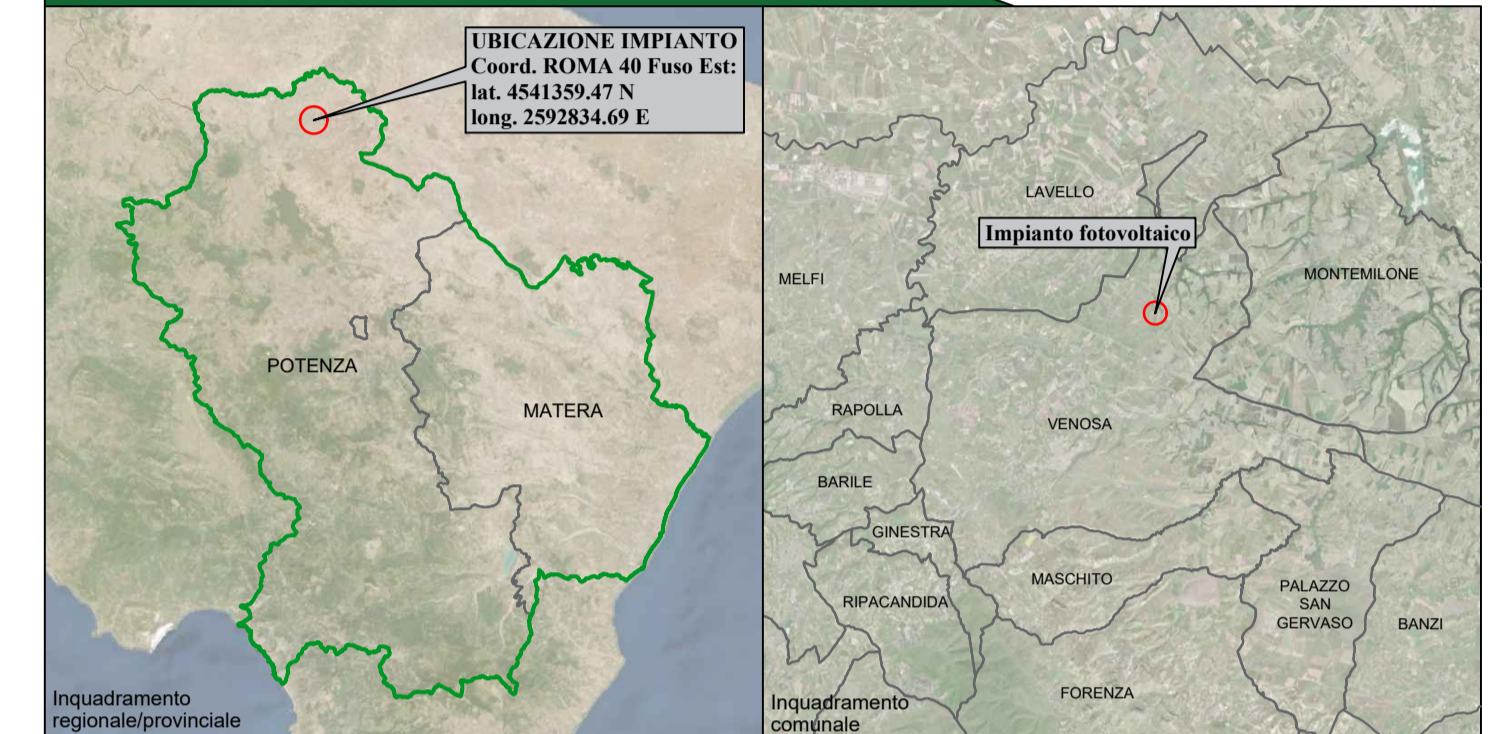 UBICAZIONE IMPIANTO
Coord. ROMA 40 Fuso Est:
lat. 4541359.47 N
long. 2592834.69 E
POTENZA
MATERA
Inquadramento
regionale/provinciale
LAVELLO
Impianto fotovoltaico
MELFI
MONTEMILONE
RAPOLLA
VENOSA
BARILE
GINESTRA
MASCHITO
RIPACANDIDA
PALAZZO
SAN
GERVASO
BANZI
FORENZA
Inquadramento
comunale